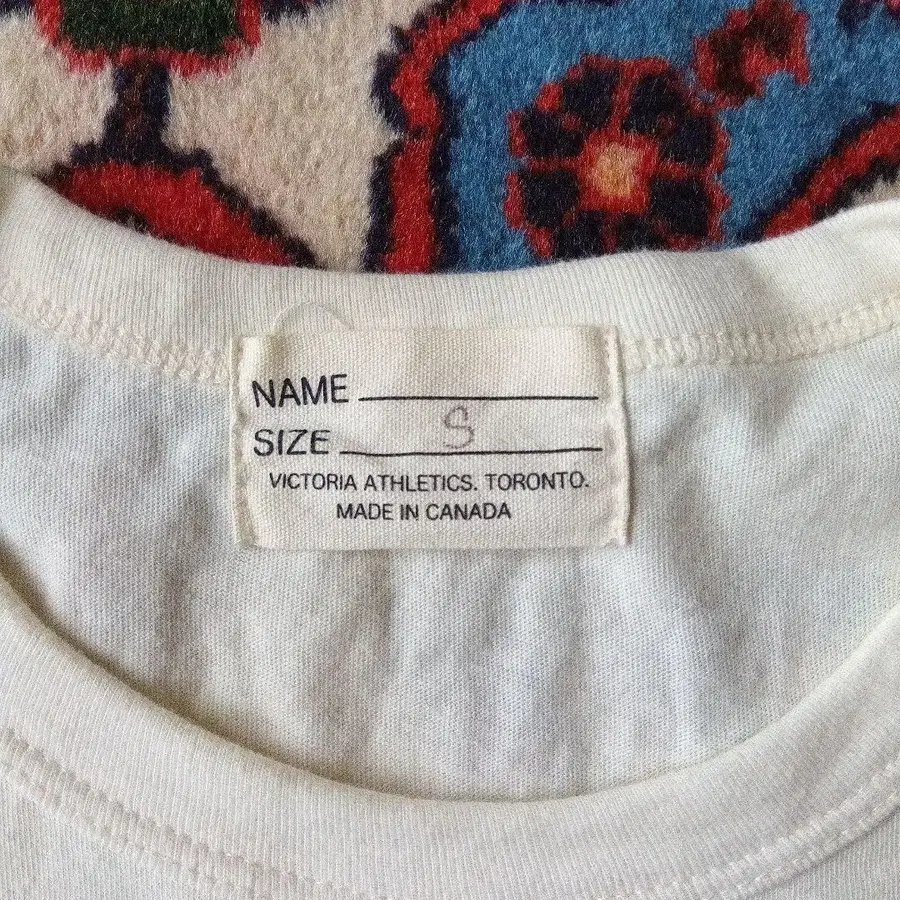 NAME
SIZE S
VICTORIA ATHLETICS. TORONTO.
MADE IN CANADA